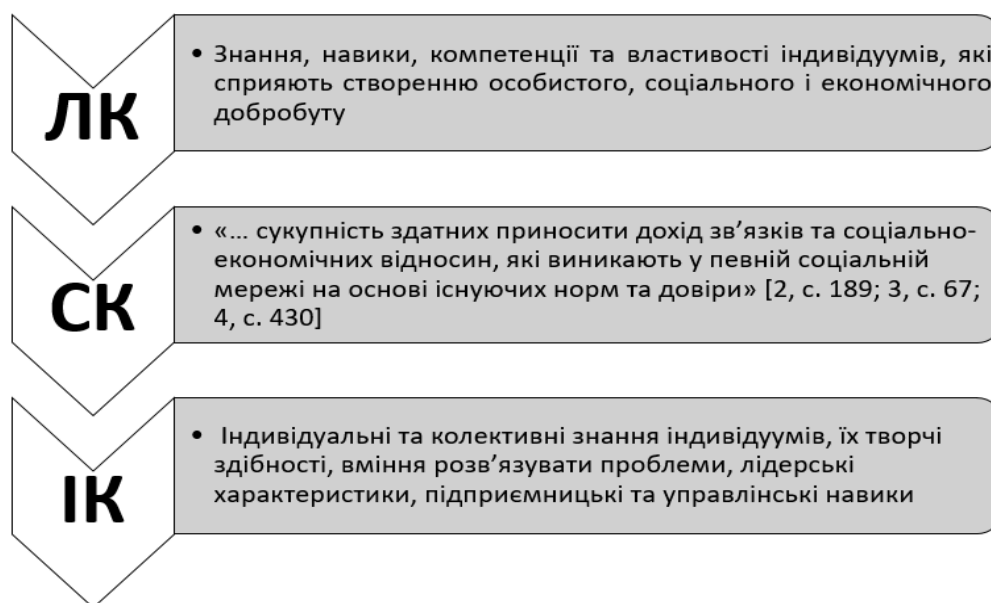 ЛК
• Знання, навики, компетенції та властивості індивідуумів, які
сприяють створенню особистого, соціального і економічного
добробуту
СК
• «... сукупність здатних приносити дохід зв’язків та соціально-
економічних відносин, які виникають у певній соціальній
мережі на основі існуючих норм та довіри» [2, с. 189; 3, с. 67;
4, с. 430]
ІК
• Індивідуальні та колективні знання індивідуумів, їх творчі
здібності, вміння розв’язувати проблеми, лідерські
характеристики, підприємницькі та управлінські навики